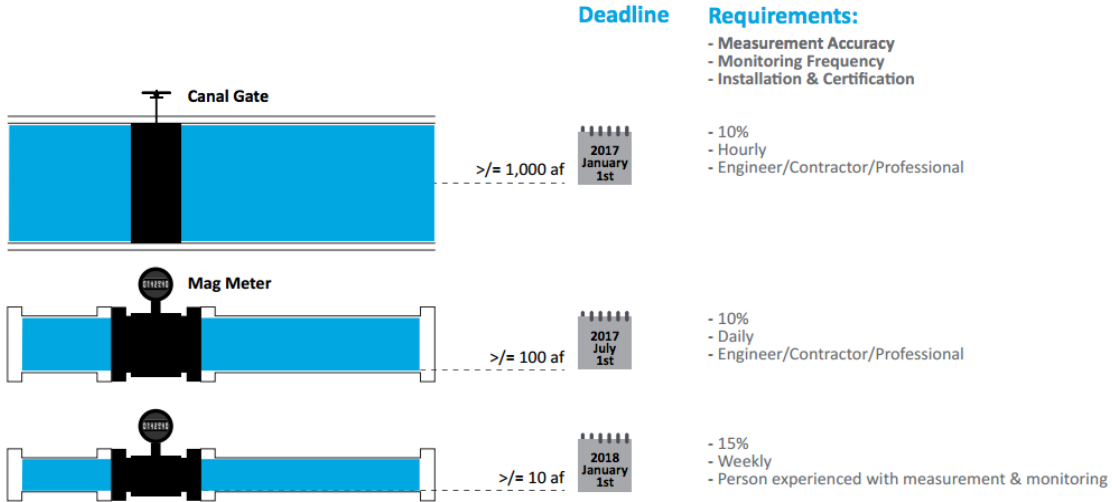 Deadline
Requirements:
- Measurement Accuracy
- Monitoring Frequency
- Installation & Certification
Canal Gate
>/= 1,000 af
2017
January
1st
- 10%
- Hourly
- Engineer/Contractor/Professional
Mag Meter
>/= 100 af
2017
July
1st
- 10%
- Daily
- Engineer/Contractor/Professional
>/= 10 af
2018
January
1st
- 15%
- Weekly
- Person experienced with measurement & monitoring